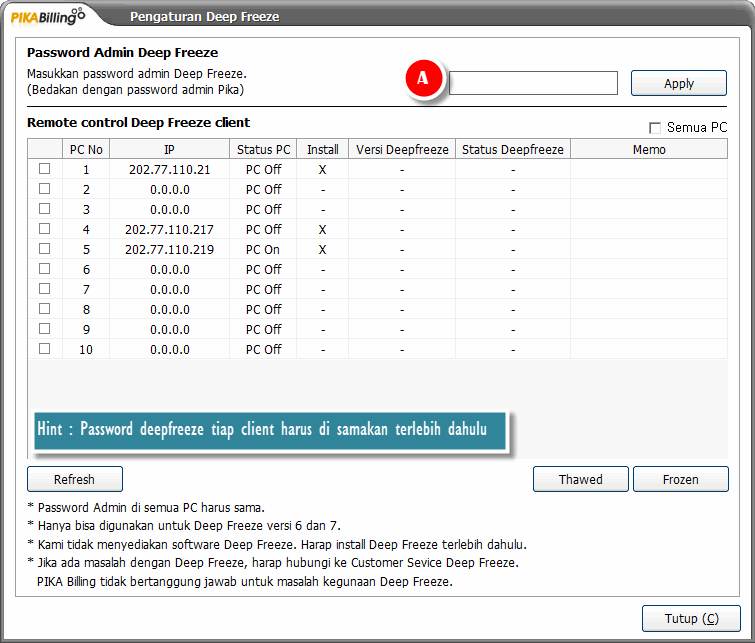 PIKABilling Pengaturan Deep Freeze
Password Admin Deep Freeze
Masukkan password admin Deep Freeze.
(Bedakan dengan password admin Pika)
A
Apply
Remote control Deep Freeze client
Semua PC
PC No IP Status PC Install Versi Deepfreeze Status Deepfreeze Memo
1 202.77.110.21 PC Off X - -
2 0.0.0.0 PC Off - - -
3 0.0.0.0 PC Off - - -
4 202.77.110.217 PC Off X - -
5 202.77.110.219 PC On X - -
6 0.0.0.0 PC Off - - -
7 0.0.0.0 PC Off - - -
8 0.0.0.0 PC Off - - -
9 0.0.0.0 PC Off - - -
10 0.0.0.0 PC Off - - -
Hint : Password deepfreeze tiap client harus di samakan terlebih dahulu
Refresh Thawed Frozen
* Password Admin di semua PC harus sama.
* Hanya bisa digunakan untuk Deep Freeze versi 6 dan 7.
* Kami tidak menyediakan software Deep Freeze. Harap install Deep Freeze terlebih dahulu.
* Jika ada masalah dengan Deep Freeze, harap hubungi ke Customer Sevice Deep Freeze.
PIKA Billing tidak bertanggung jawab untuk masalah kegunaan Deep Freeze.
Tutup (C)